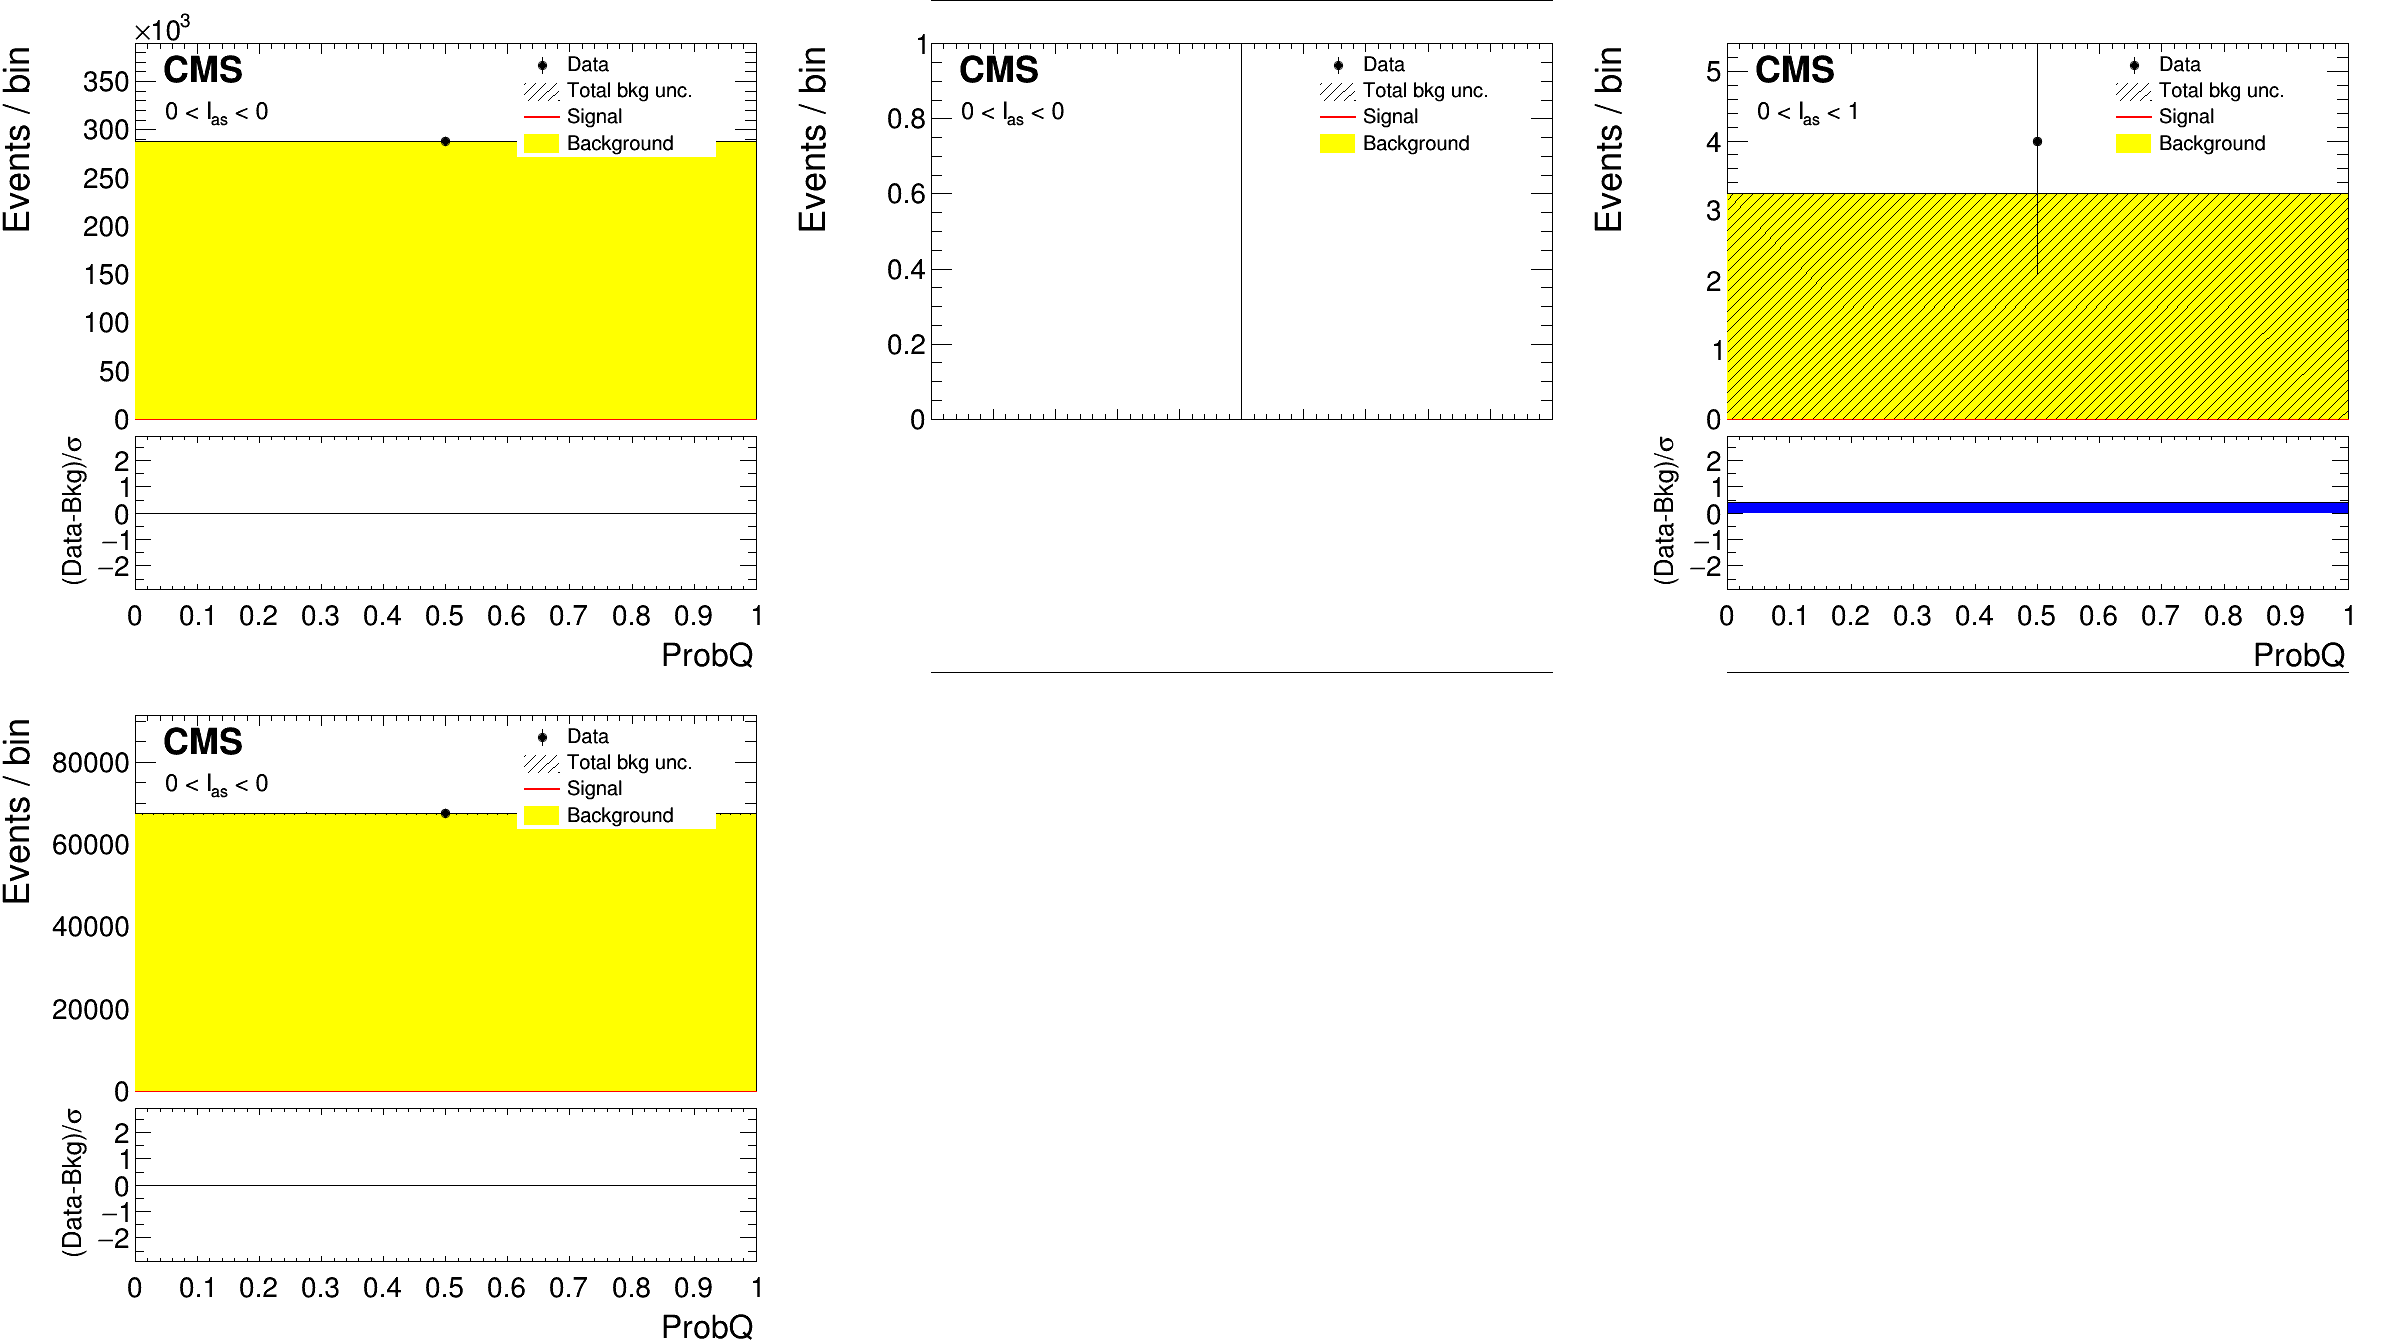 ×10³
Events / bin
CMS
0 < I_as < 0
Data
Total bkg unc.
Signal
Background
350
300
250
200
150
100
50
0
(Data-Bkg)/σ
2
1
0
−1
−2
0 0.1 0.2 0.3 0.4 0.5 0.6 0.7 0.8 0.9 1
ProbQ
Events / bin
CMS
0 < I_as < 0
Data
Total bkg unc.
Signal
Background
1
0.8
0.6
0.4
0.2
0
Events / bin
CMS
0 < I_as < 1
Data
Total bkg unc.
Signal
Background
5
4
3
2
1
0
(Data-Bkg)/σ
2
1
0
−1
−2
0 0.1 0.2 0.3 0.4 0.5 0.6 0.7 0.8 0.9 1
ProbQ
Events / bin
CMS
0 < I_as < 0
Data
Total bkg unc.
Signal
Background
80000
60000
40000
20000
0
(Data-Bkg)/σ
2
1
0
−1
−2
0 0.1 0.2 0.3 0.4 0.5 0.6 0.7 0.8 0.9 1
ProbQ